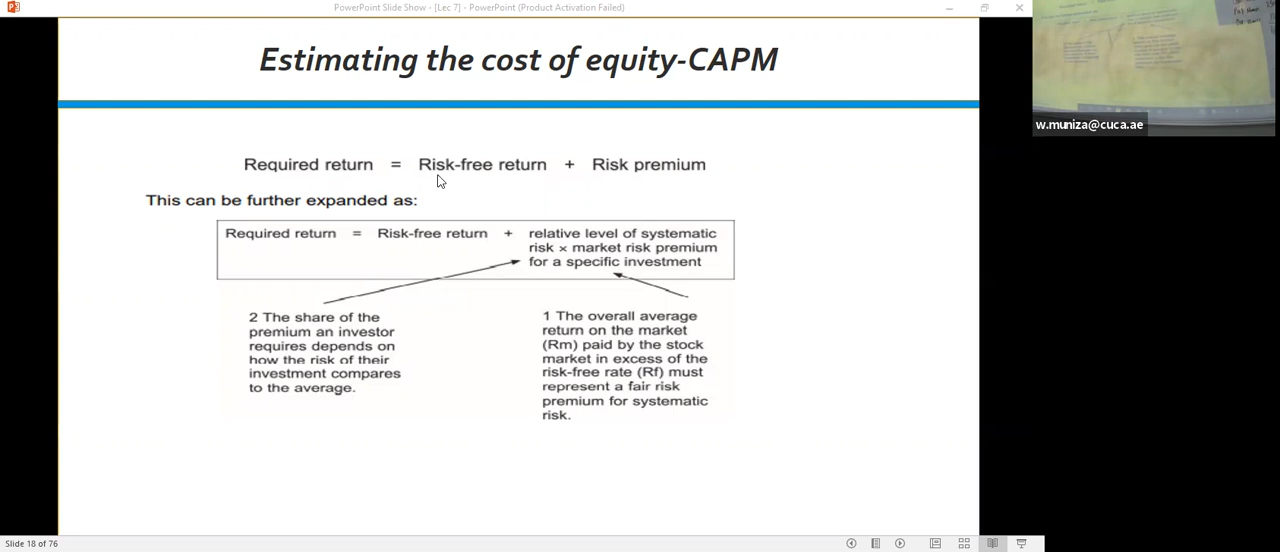 PowerPoint Slide Show - [Lec 7] - PowerPoint (Product Activation Failed)
Estimating the cost of equity-CAPM
Required return = Risk-free return + Risk premium
This can be further expanded as:
Required return = Risk-free return + relative level of systematic
risk × market risk premium
for a specific investment
2 The share of the
premium an investor
requires depends on
how the risk of their
investment compares
to the average.
1 The overall average
return on the market
(Rm) paid by the stock
market in excess of the
risk-free rate (Rf) must
represent a fair risk
premium for systematic
risk.
w.muniza@cuca.ae
Slide 18 of 76